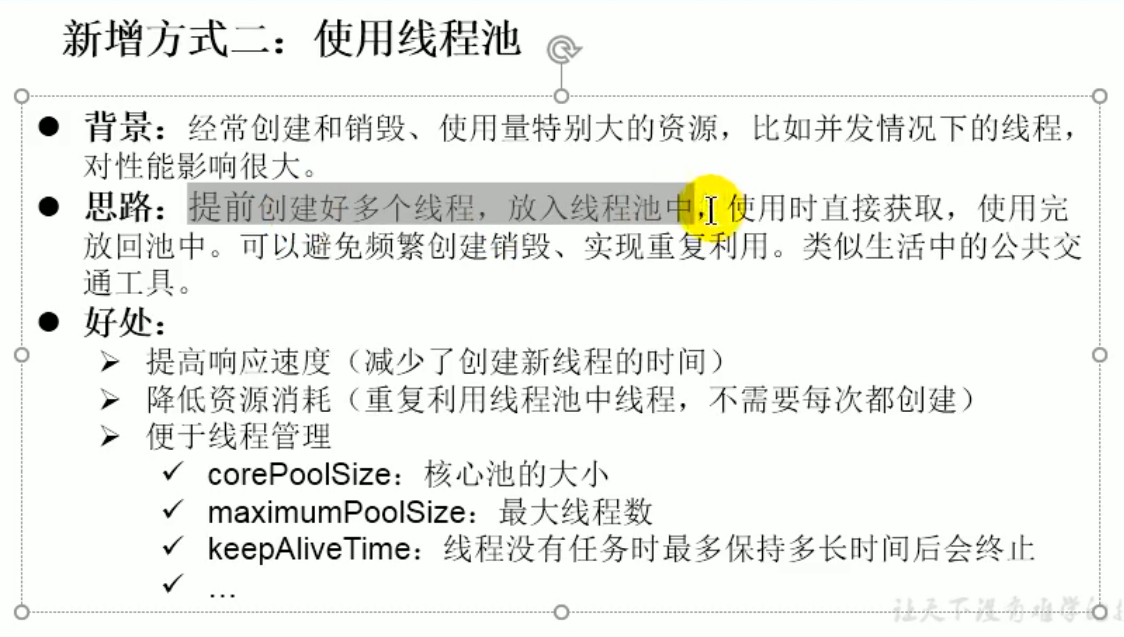 新增方式二：使用线程池
● 背景：经常创建和销毁、使用量特别大的资源，比如并发情况下的线程，
对性能影响很大。
● 思路：提前创建好多个线程，放入线程池中，使用时直接获取，使用完
放回池中。可以避免频繁创建销毁、实现重复利用。类似生活中的公共交
通工具。
● 好处：
➢ 提高响应速度（减少了创建新线程的时间）
➢ 降低资源消耗（重复利用线程池中线程，不需要每次都创建）
➢ 便于线程管理
✓ corePoolSize：核心池的大小
✓ maximumPoolSize：最大线程数
✓ keepAliveTime：线程没有任务时最多保持多长时间后会终止
✓ …
让天下没有难学的技